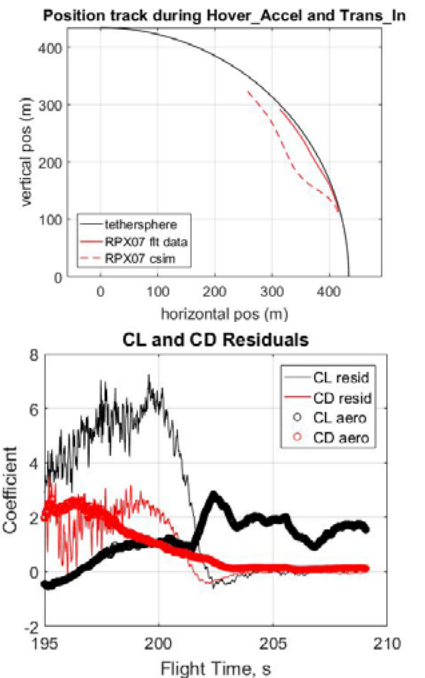 Position track during Hover_Accel and Trans_In
400
300
200
100
0
vertical pos (m)
tethersphere
RPX07 flt data
RPX07 csim
0 100 200 300 400
horizontal pos (m)
CL and CD Residuals
8
6
4
2
0
-2
Coefficient
CL resid
CD resid
CL aero
CD aero
195 200 205 210
Flight Time, s